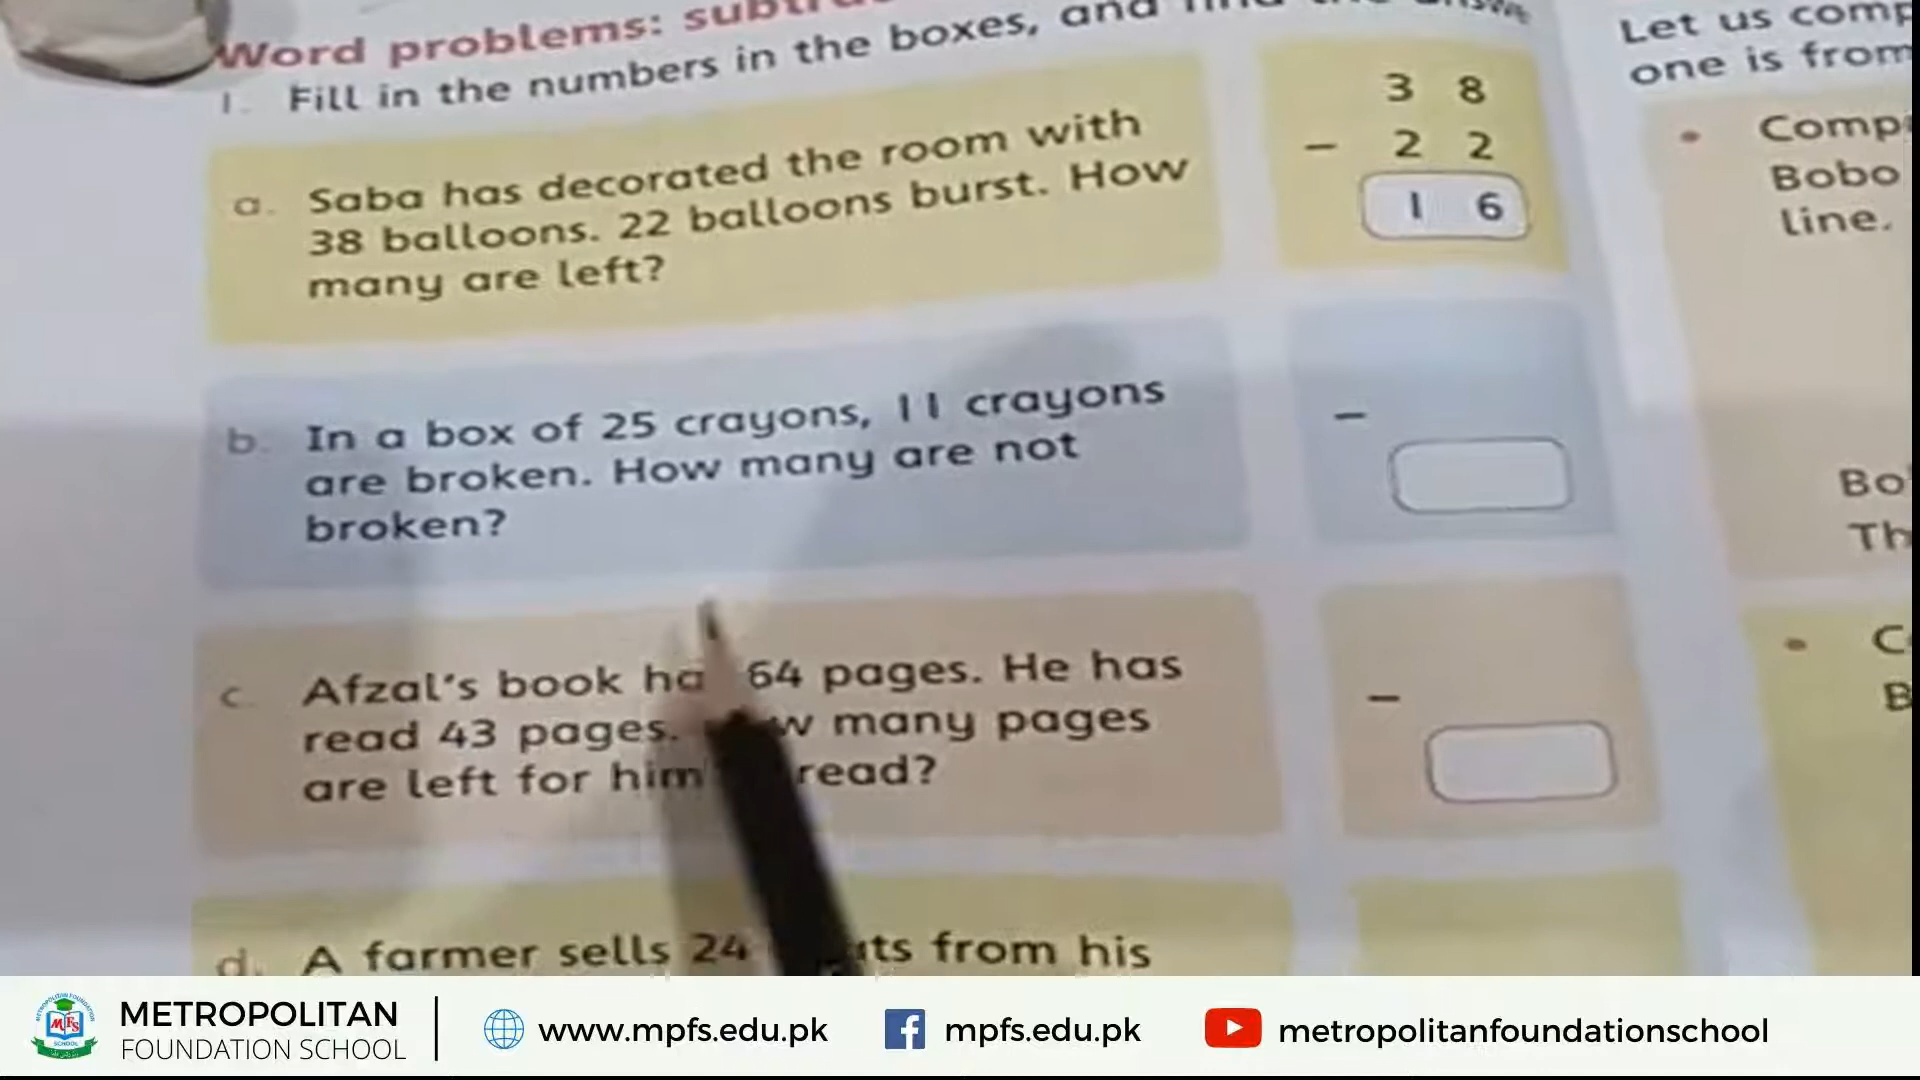 Word problems:
1. Fill in the numbers in the boxes, and
a. Saba has decorated the room with
38 balloons. 22 balloons burst. How
many are left?
3 8
– 2 2
1 6
b. In a box of 25 crayons, 11 crayons
are broken. How many are not
broken?
–
c. Afzal's book 64 pages. He has
read 43 pages. many pages
are left for him read?
–
d. A farmer sells 24 from his
Let us
one is from
Bobo
line.
METROPOLITAN
FOUNDATION SCHOOL
www.mpfs.edu.pk
mpfs.edu.pk
metropolitanfoundationschool
MFS
SCHOOL